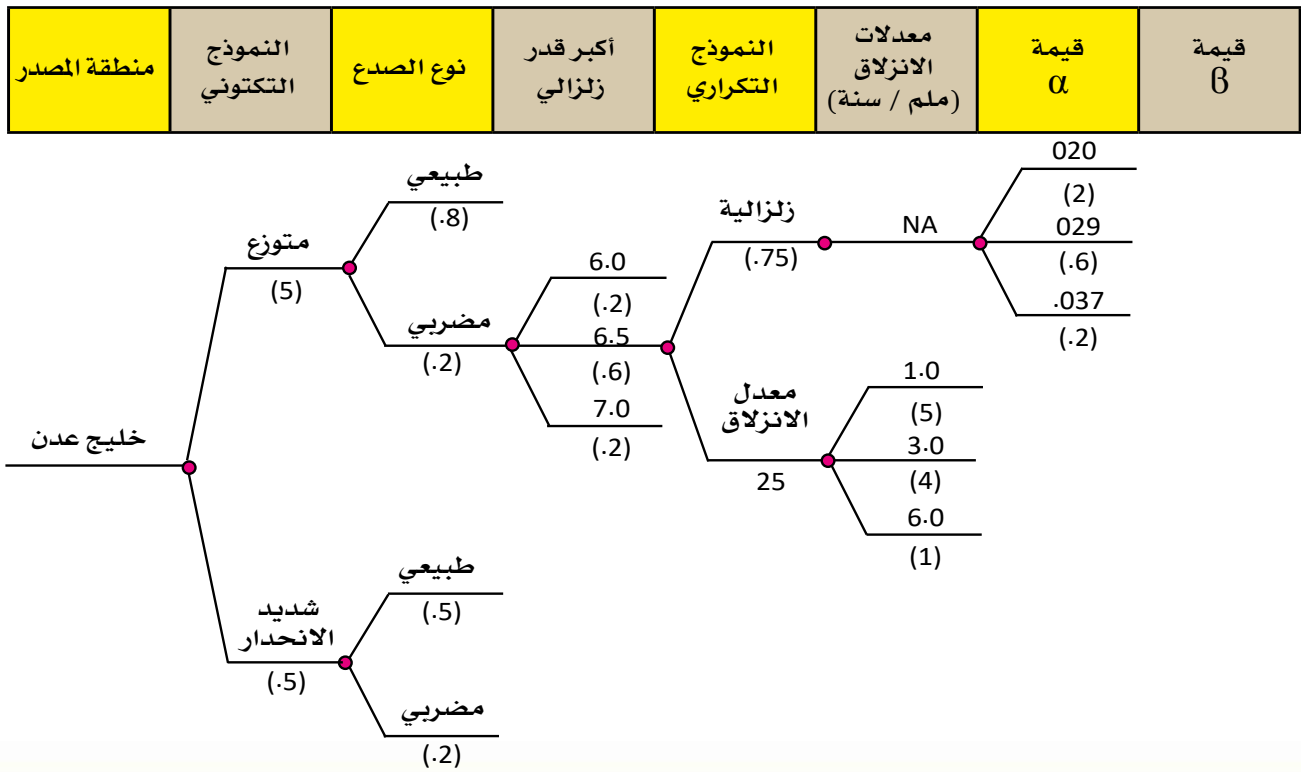 منطقة المصدر
النموذج
التكتوني
نوع الصدع
أكبر قدر
زلزالي
النموذج
التكراري
معدلات
الانزلاق
(ملم / سنة)
قيمة
α
قيمة
β
خليج عدن
متوزع
(5)
شديد
الانحدار
(.5)
طبيعي
(.8)
مضربي
(.2)
طبيعي
(.5)
مضربي
(.2)
6.0
(.2)
6.5
(.6)
7.0
(.2)
زلزالية
(.75)
معدل
الانزلاق
25
NA
1.0
(5)
3.0
(4)
6.0
(1)
020
(2)
029
(.6)
.037
(.2)